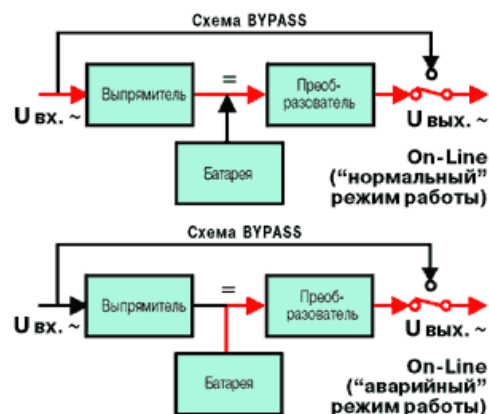 Схема BYPASS
Выпрямитель
=
Преоб-
разователь
U вх. ~
U вых. ~
Батарея
On-Line
(“нормальный”
режим работы)
Схема BYPASS
Выпрямитель
=
Преоб-
разователь
U вх. ~
U вых. ~
Батарея
On-Line
(“аварийный”
режим работы)